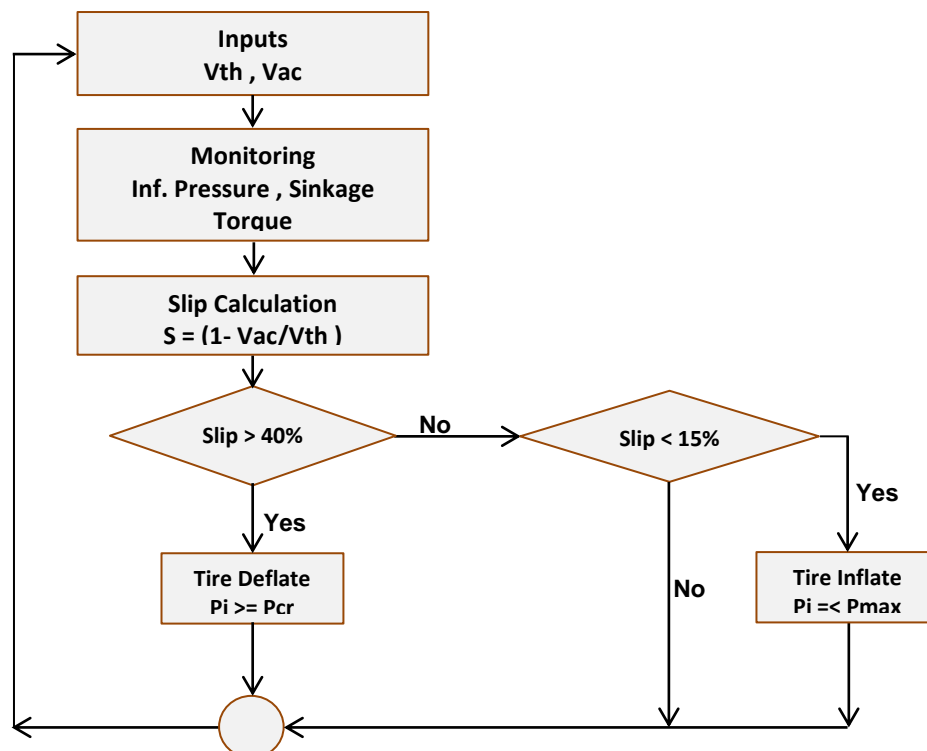 Inputs
Vth , Vac
Monitoring
Inf. Pressure , Sinkage
Torque
Slip Calculation
S = (1- Vac/Vth )
Slip > 40%
No
Slip < 15%
Yes
Yes
Tire Deflate
Pi >= Pcr
No
Tire Inflate
Pi =< Pmax